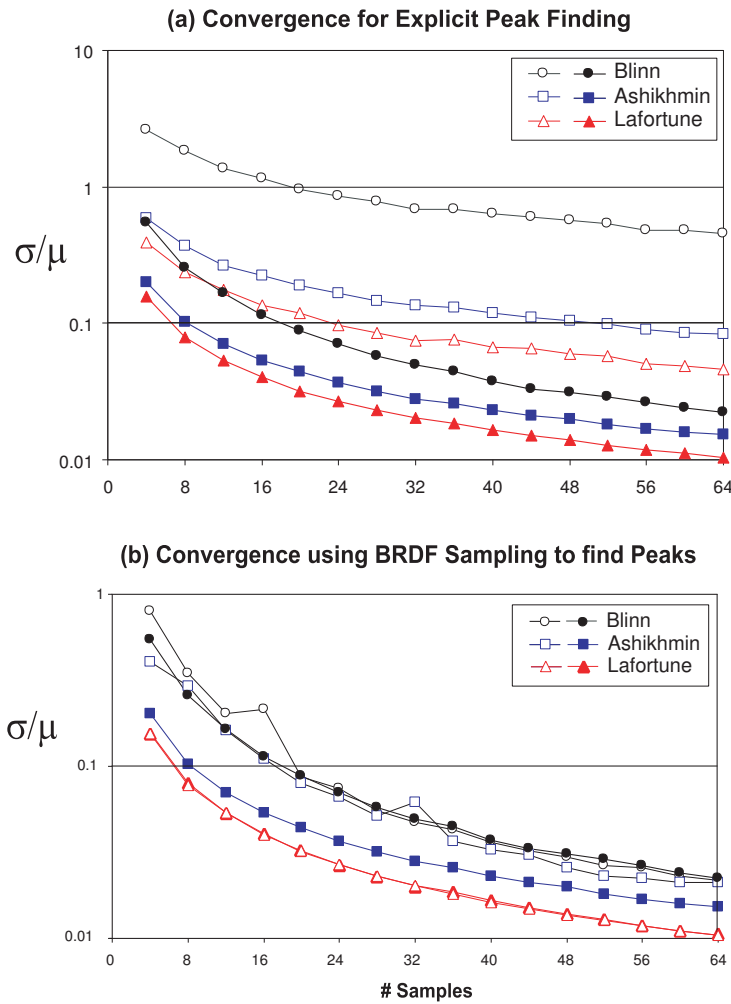 (a) Convergence for Explicit Peak Finding
10
1
0.1
0.01
σ/μ
Blinn
Ashikhmin
Lafortune
0 8 16 24 32 40 48 56 64
(b) Convergence using BRDF Sampling to find Peaks
1
0.1
0.01
σ/μ
Blinn
Ashikhmin
Lafortune
0 8 16 24 32 40 48 56 64
# Samples